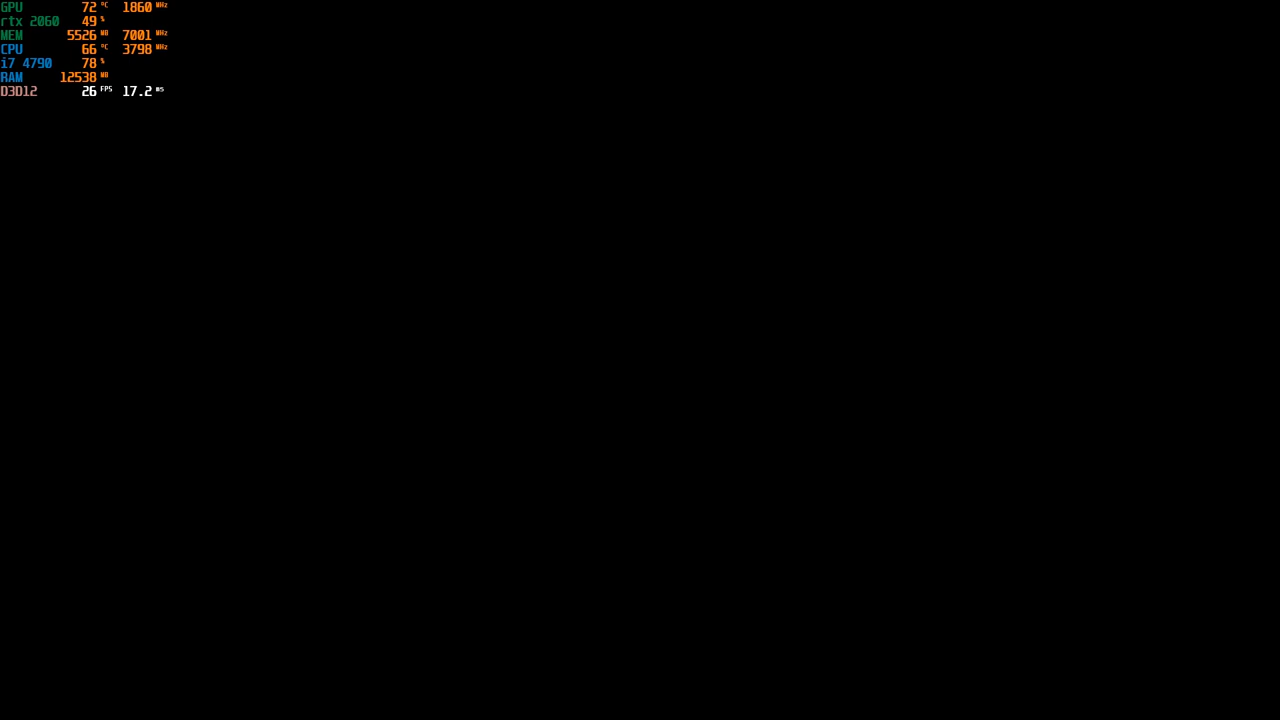 GPU 72 °C 1860 MHz
rtx 2060 49 %
MEM 5526 MB 7001 MHz
CPU 66 °C 3798 MHz
i7 4790 78 %
RAM 12538 MB
D3D12 26 FPS 17.2 ms